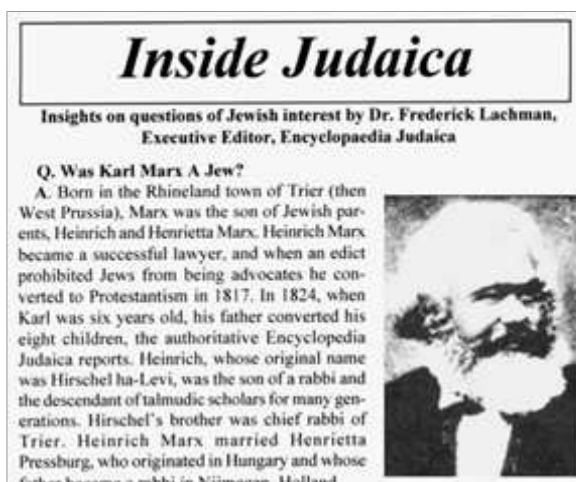 Inside Judaica
Insights on questions of Jewish interest by Dr. Frederick Lachman,
Executive Editor, Encyclopaedia Judaica
Q. Was Karl Marx A Jew?
A. Born in the Rhineland town of Trier (then
West Prussia), Marx was the son of Jewish par-
ents, Heinrich and Henrietta Marx. Heinrich Marx
became a successful lawyer, and when an edict
prohibited Jews from being advocates he con-
verted to Protestantism in 1817. In 1824, when
Karl was six years old, his father converted his
eight children, the authoritative Encyclopedia
Judaica reports. Heinrich, whose original name
was Hirschel ha-Levi, was the son of a rabbi and
the descendant of talmudic scholars for many gen-
erations. Hirschel's brother was chief rabbi of
Trier. Heinrich Marx married Henrietta
Pressburg, who originated in Hungary and whose
father became a rabbi in Nijmegen, Holland